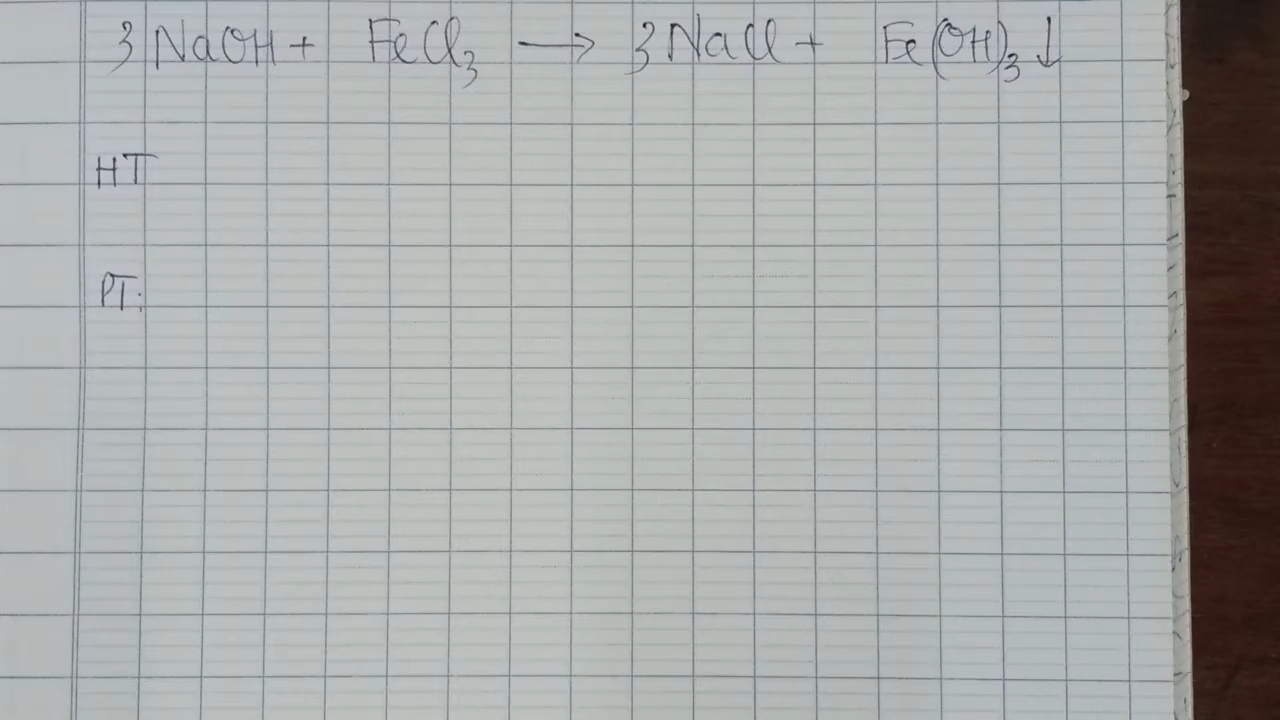 3NaOH + FeCl₃ → 3NaCl + Fe(OH)₃↓
HT
PT: